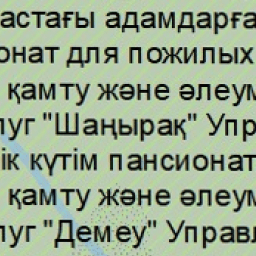 астағы адамдарға
онат для пожилых
қамту және әлеум
луг "Шаңырақ" Упр
ік күтім пансионат
қамту және әлеум
луг "Демеу" Управл